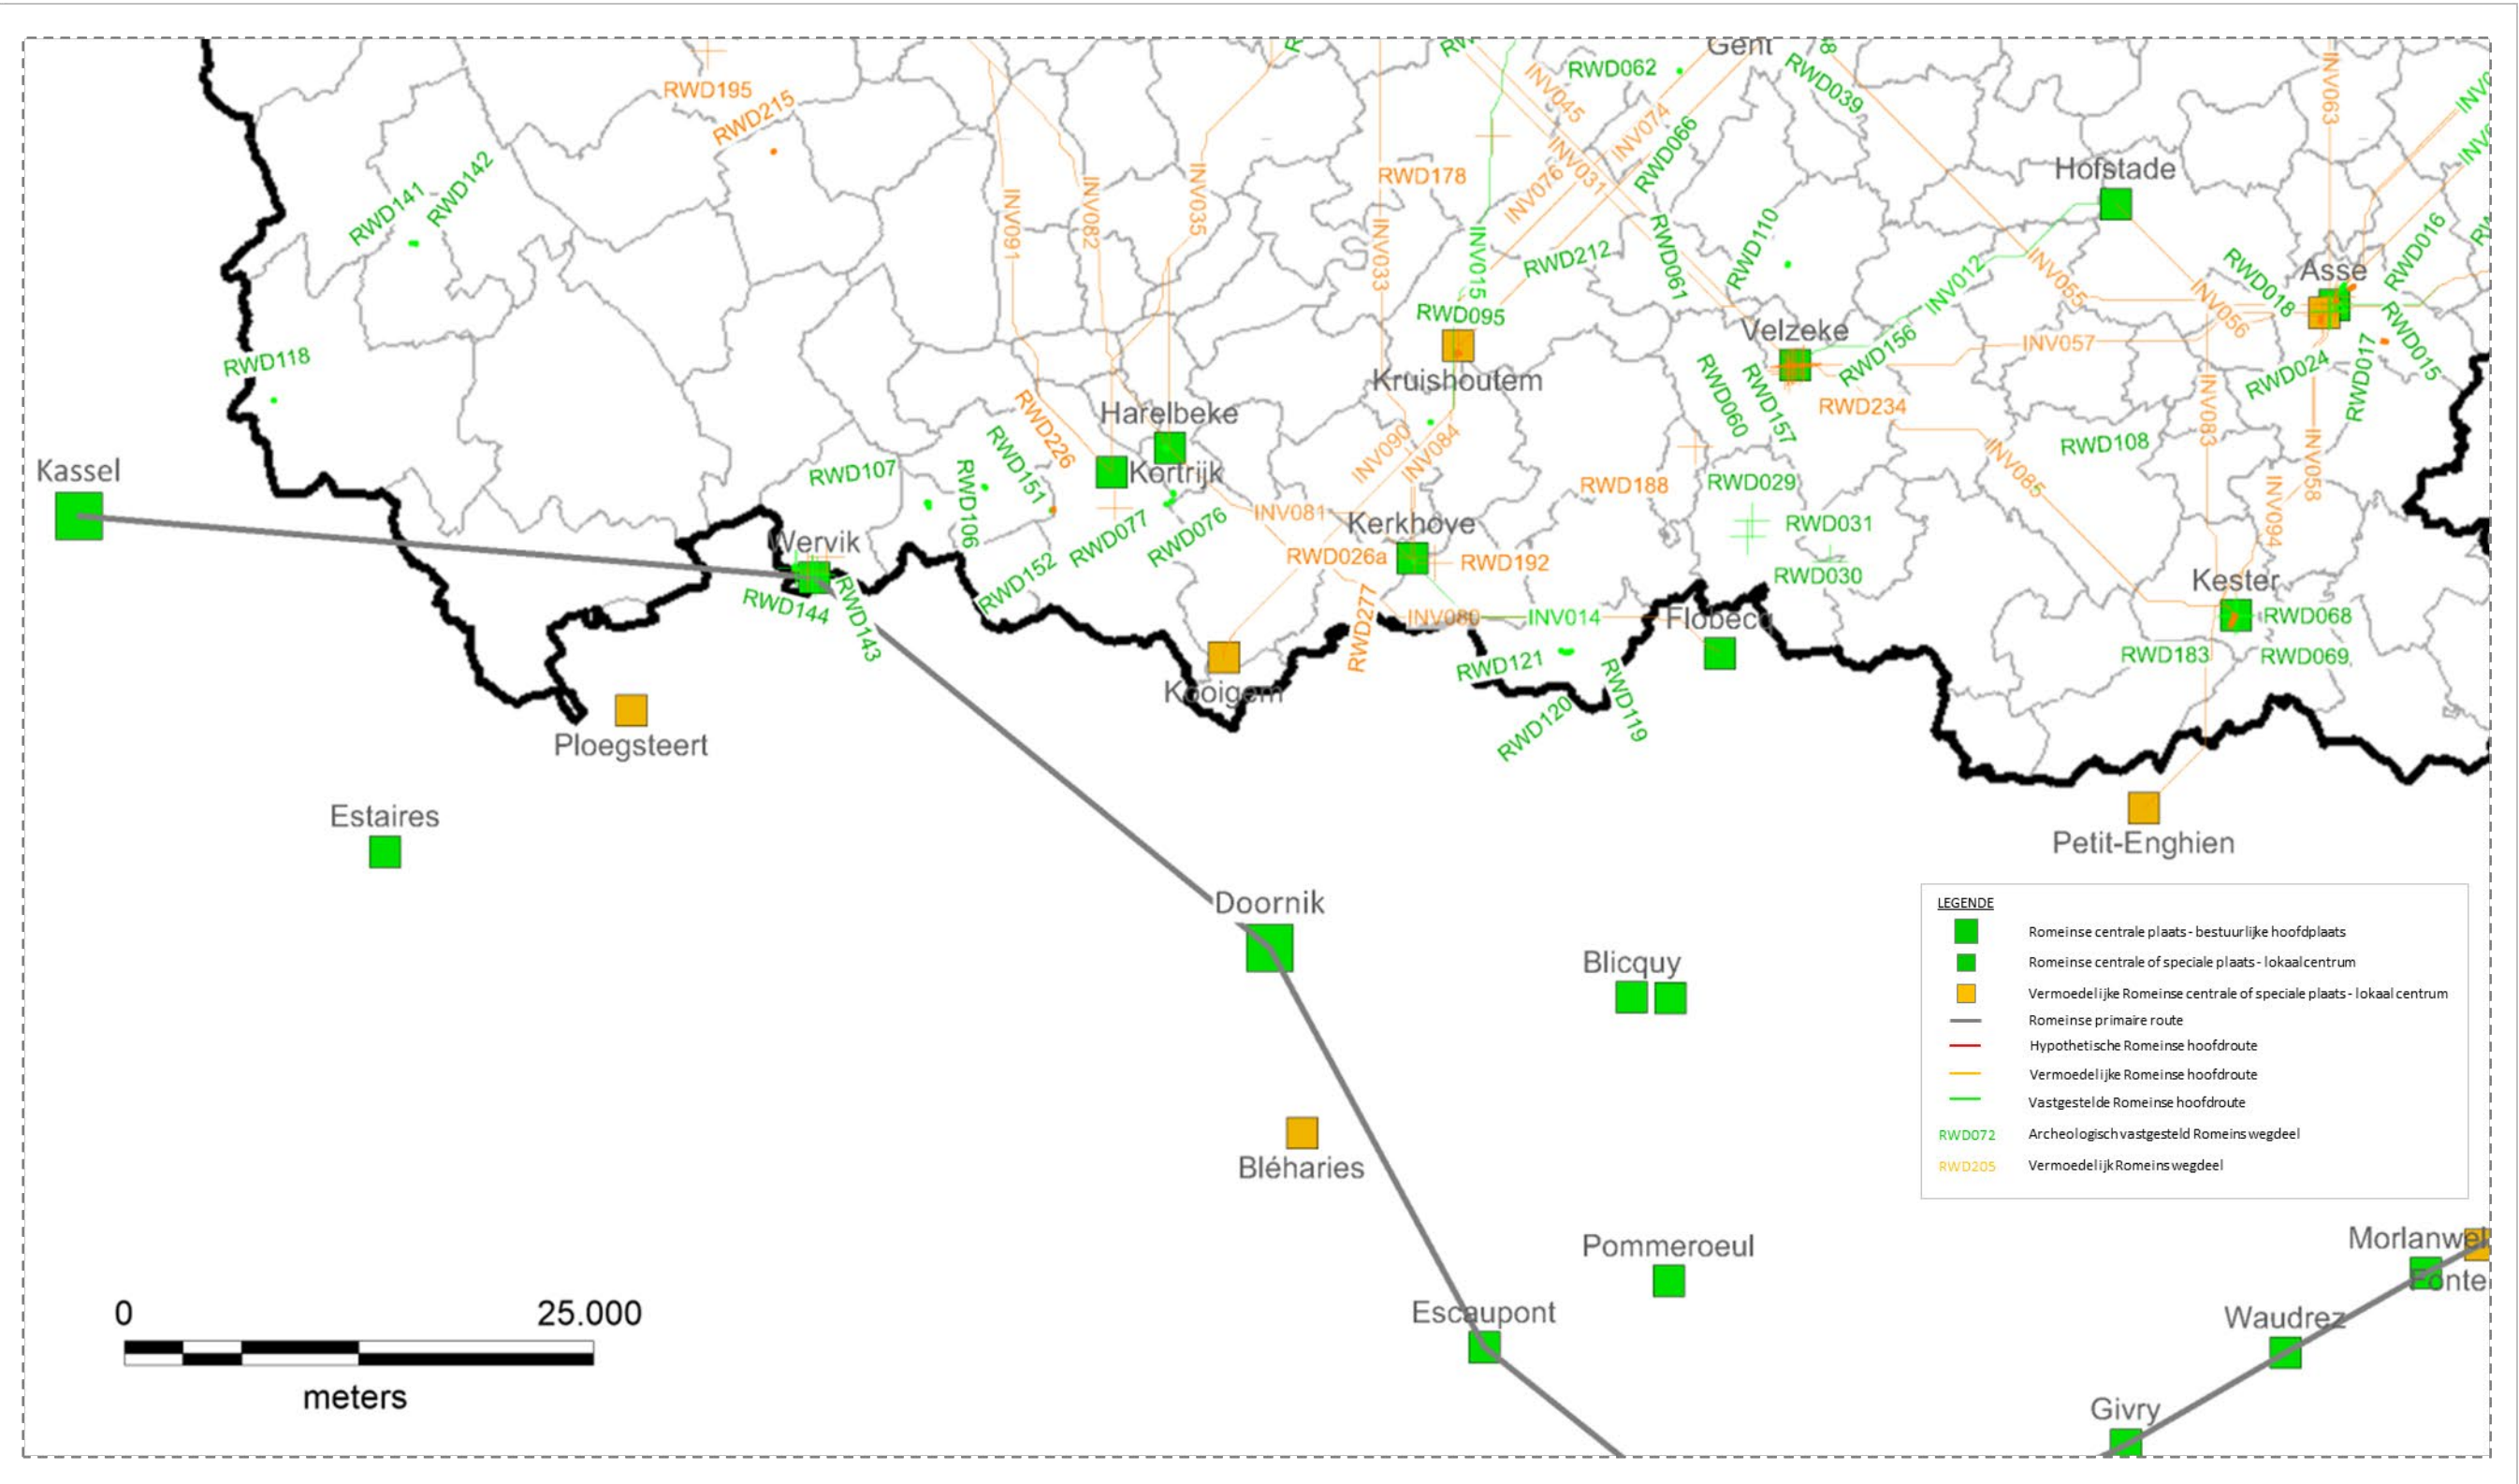 Gent
RWD062
RWD039
INV045
INV063
RWD195
RWD215
INV074
RWD066
INV031
INV076
RWD178
RWD142
RWD141
INV091
INV082
INV035
INV033
INV015
RWD212
RWD061
RWD110
Hofstade
INV012
INV055
INV056
RWD018
Asse
RWD016
RWD015
RWD017
RWD024
RWD095
Kruishoutem
Velzeke
RWD156
INV057
RWD118
RWD060
RWD157
RWD234
INV083
RWD108
INV058
INV085
INV094
Harelbeke
Kortrijk
RWD226
RWD151
RWD107
RWD106
INV090
INV084
Kassel
RWD188
RWD029
RWD031
RWD030
INV081
Kerkhove
RWD026a
RWD192
RWD077
RWD076
RWD152
Wervik
RWD144
RWD143
RWD277
INV080
INV014
Flobecq
Kester
RWD068
RWD183
RWD069
RWD121
RWD119
RWD120
Kooigem
Ploegsteert
Estaires
Petit-Enghien
Doornik
Blicquy
Bléharies
Pommeroeul
Escaupont
Morlanwel
Fonte
Waudrez
Givry
LEGENDE
Romeinse centrale plaats - bestuurlijke hoofdplaats
Romeinse centrale of speciale plaats - lokaal centrum
Vermoedelijke Romeinse centrale of speciale plaats - lokaal centrum
Romeinse primaire route
Hypothetische Romeinse hoofdroute
Vermoedelijke Romeinse hoofdroute
Vastgestelde Romeinse hoofdroute
RWD072 Archeologisch vastgesteld Romeins wegdeel
RWD205 Vermoedelijk Romeins wegdeel
0 25.000
meters